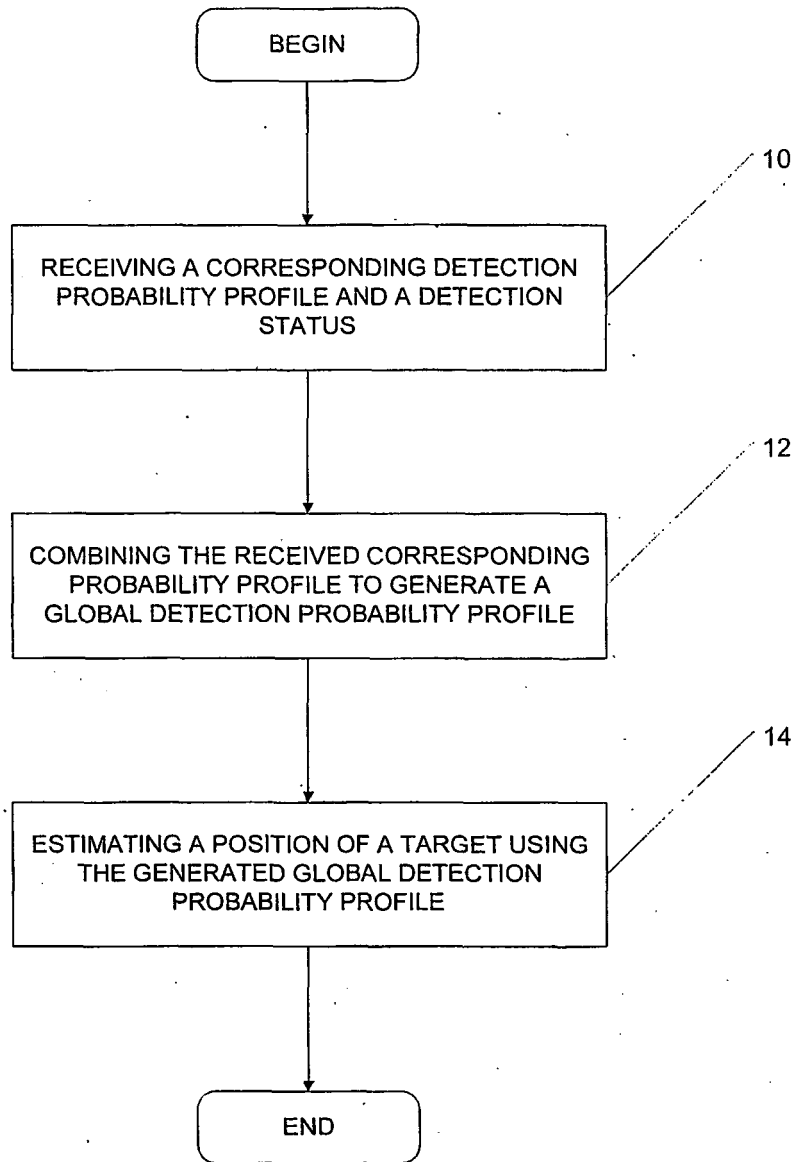 BEGIN
10
RECEIVING A CORRESPONDING DETECTION
PROBABILITY PROFILE AND A DETECTION
STATUS
12
COMBINING THE RECEIVED CORRESPONDING
PROBABILITY PROFILE TO GENERATE A
GLOBAL DETECTION PROBABILITY PROFILE
14
ESTIMATING A POSITION OF A TARGET USING
THE GENERATED GLOBAL DETECTION
PROBABILITY PROFILE
END